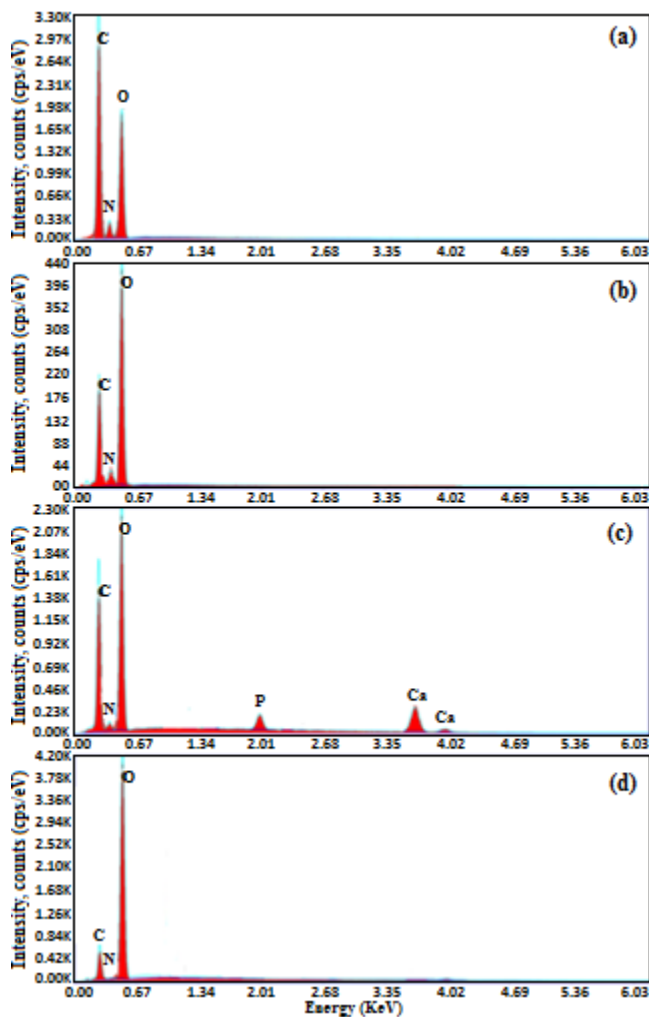 3.30K
2.97K
2.64K
2.31K
1.98K
1.65K
1.32K
0.99K
0.66K
0.33K
0.00K
Intensity, counts (cps/eV)
C
N
O
(a)
0.00 0.67 1.34 2.01 2.68 3.35 4.02 4.69 5.36 6.03
440
396
352
308
264
220
176
132
88
44
00
Intensity, counts (cps/eV)
C
N
O
(b)
0.00 0.67 1.34 2.01 2.68 3.35 4.02 4.69 5.36 6.03
2.30K
2.07K
1.84K
1.61K
1.38K
1.15K
0.92K
0.69K
0.46K
0.23K
0.00K
Intensity, counts (cps/eV)
C
N
O
P
Ca
Ca
(c)
0.00 0.67 1.34 2.01 2.68 3.35 4.02 4.69 5.36 6.03
4.20K
3.78K
3.36K
2.94K
2.52K
2.10K
1.68K
1.26K
0.84K
0.42K
0.00K
Intensity, counts (cps/eV)
C
N
O
(d)
0.00 0.67 1.34 2.01 2.68 3.35 4.02 4.69 5.36 6.03
Energy (KeV)